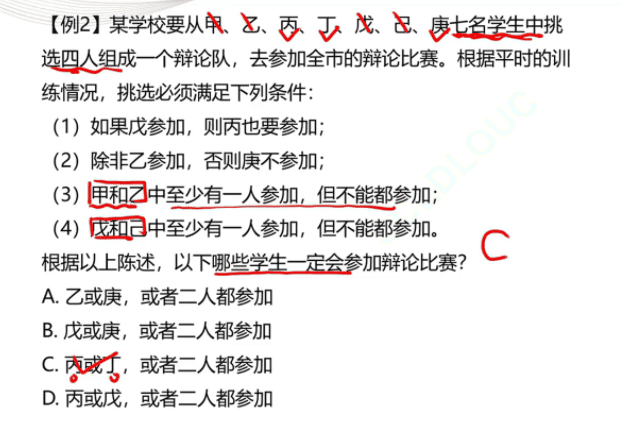 【例2】某学校要从甲、乙、丙、丁、戊、己、庚七名学生中挑
选四人组成一个辩论队，去参加全市的辩论比赛。根据平时的训
练情况，挑选必须满足下列条件：
（1）如果戊参加，则丙也要参加；
（2）除非乙参加，否则庚不参加；
（3）甲和乙中至少有一人参加，但不能都参加；
（4）戊和己中至少有一人参加，但不能都参加。
根据以上陈述，以下哪些学生一定会参加辩论比赛？
C
A. 乙或庚，或者二人都参加
B. 戊或庚，或者二人都参加
C. 丙或丁，或者二人都参加
D. 丙或戊，或者二人都参加